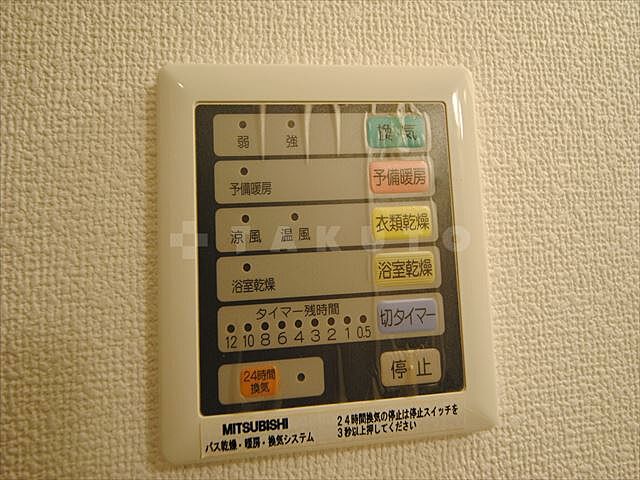 弱 強 換気
予備暖房 予備暖房
涼風 温風 衣類乾燥
TAKUTO
浴室乾燥 浴室乾燥
タイマー残時間 切タイマー
12 10 8 6 4 3 2 1 0.5
24時間
換気
停止
MITSUBISHI
バス乾燥・暖房・換気システム
24時間換気の停止は停止スイッチを
3秒以上押してください